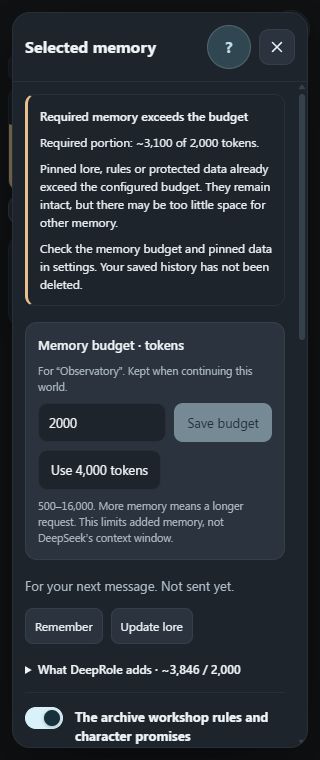 Selected memory
?
×
Required memory exceeds the budget
Required portion: ~3,100 of 2,000 tokens.
Pinned lore, rules or protected data already
exceed the configured budget. They remain
intact, but there may be too little space for
other memory.
Check the memory budget and pinned data
in settings. Your saved history has not been
deleted.
Memory budget · tokens
For “Observatory”. Kept when continuing this
world.
2000
Save budget
Use 4,000 tokens
500–16,000. More memory means a longer
request. This limits added memory, not
DeepSeek’s context window.
For your next message. Not sent yet.
Remember
Update lore
What DeepRole adds · ~3,846 / 2,000
The archive workshop rules and
character promises